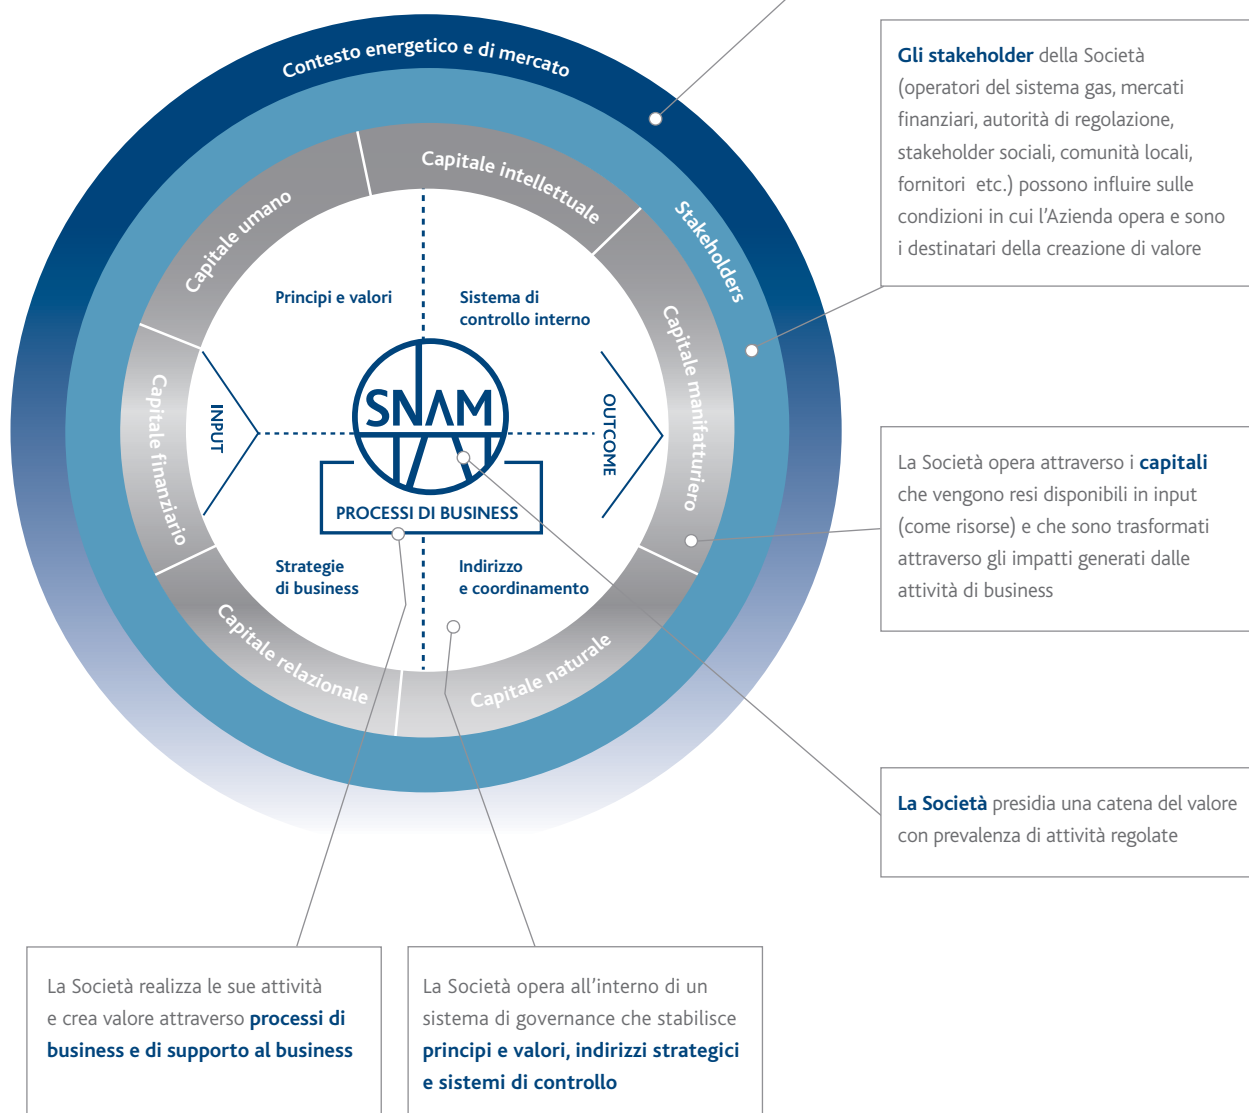 Contesto energetico e di mercato
Stakeholders
Capitale umano
Capitale intellettuale
Capitale manifatturiero
Capitale naturale
Capitale relazionale
Capitale finanziario
Principi e valori
Sistema di
controllo interno
INPUT
SNAM
OUTCOME
PROCESSI DI BUSINESS
Strategie
di business
Indirizzo
e coordinamento
Gli stakeholder della Società
(operatori del sistema gas, mercati
finanziari, autorità di regolazione,
stakeholder sociali, comunità locali,
fornitori etc.) possono influire sulle
condizioni in cui l'Azienda opera e sono
i destinatari della creazione di valore
La Società opera attraverso i capitali
che vengono resi disponibili in input
(come risorse) e che sono trasformati
attraverso gli impatti generati dalle
attività di business
La Società presidia una catena del valore
con prevalenza di attività regolate
La Società realizza le sue attività
e crea valore attraverso processi di
business e di supporto al business
La Società opera all'interno di un
sistema di governance che stabilisce
principi e valori, indirizzi strategici
e sistemi di controllo